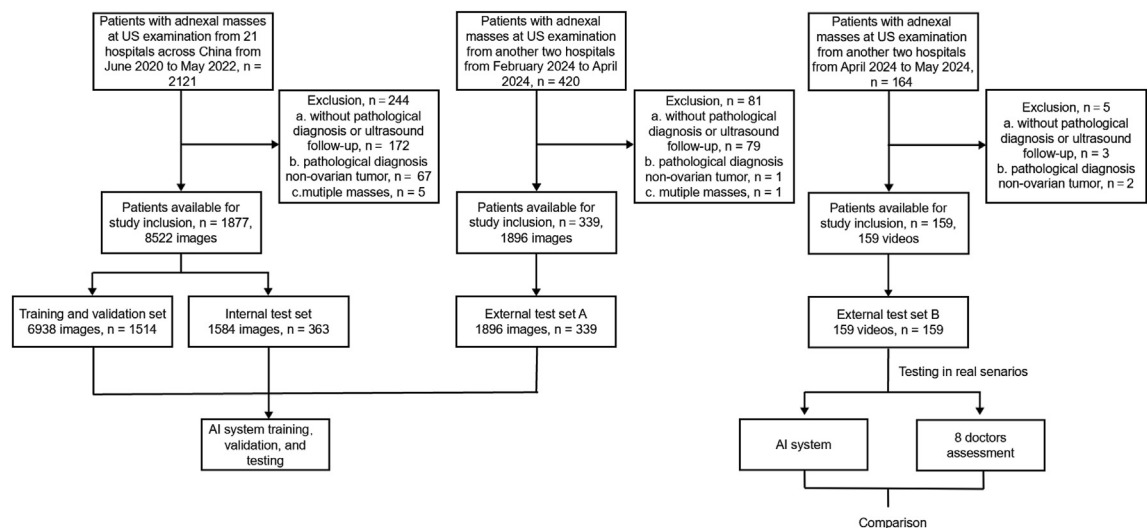 Patients with adnexal masses
at US examination from 21
hospitals across China from
June 2020 to May 2022, n =
2121
Exclusion, n = 244
a. without pathological
diagnosis or ultrasound
follow-up, n = 172
b. pathological diagnosis
non-ovarian tumor, n = 67
c.mutiple masses, n = 5
Patients available for
study inclusion, n = 1877,
8522 images
Training and validation set
6938 images, n = 1514
Internal test set
1584 images, n = 363
Patients with adnexal
masses at US examination
from another two hospitals
from February 2024 to April
2024, n = 420
Exclusion, n = 81
a. without pathological
diagnosis or ultrasound
follow-up, n = 79
b. pathological diagnosis
non-ovarian tumor, n = 1
c. mutiple masses, n = 1
Patients available for
study inclusion, n = 339,
1896 images
External test set A
1896 images, n = 339
AI system training,
validation, and
testing
Patients with adnexal
masses at US examination
from another two hospitals
from April 2024 to May 2024,
n = 164
Exclusion, n = 5
a. without pathological
diagnosis or ultrasound
follow-up, n = 3
b. pathological diagnosis
non-ovarian tumor, n = 2
Patients available for
study inclusion, n = 159,
159 videos
External test set B
159 videos, n = 159
Testing in real senarios
AI system
8 doctors
assessment
Comparison